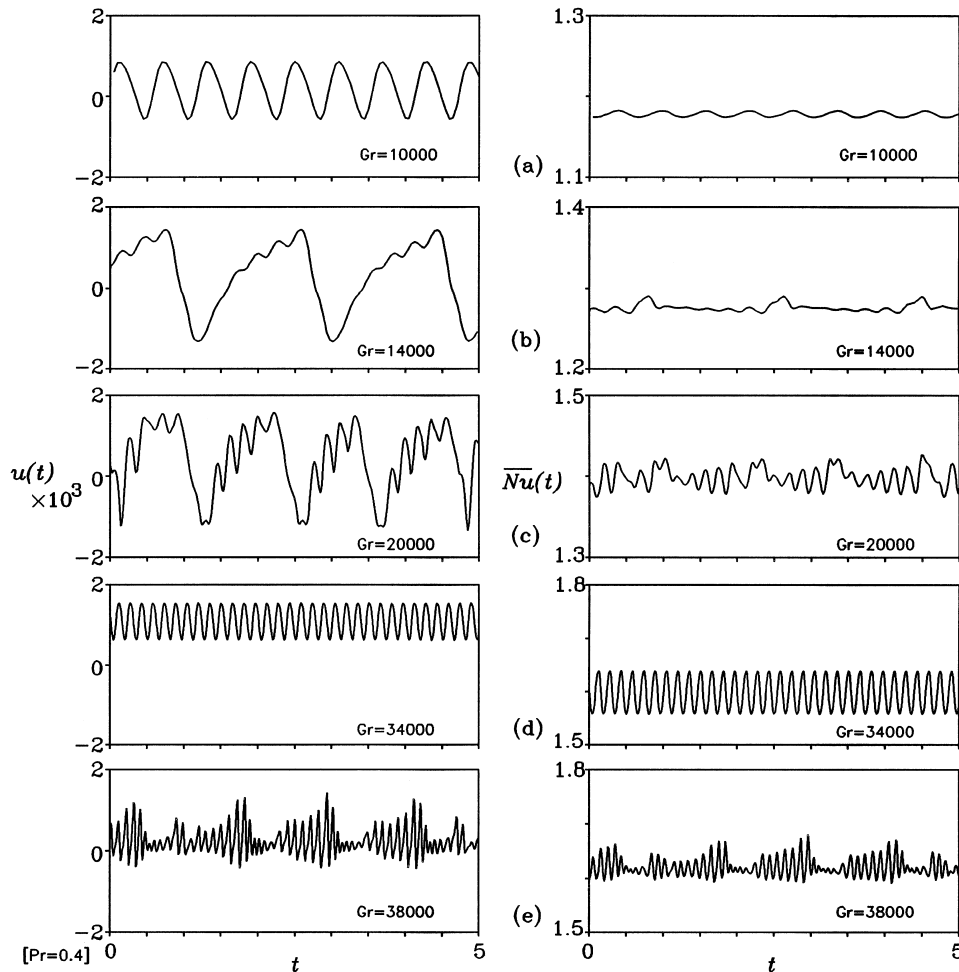 2
0
−2
Gr=10000
(a)
1.3
1.1
Gr=10000
2
0
−2
Gr=14000
(b)
1.4
1.2
Gr=14000
2
0
−2
u(t)
×10³
Gr=20000
(c)
1.5
1.3
N̅u̅(t)
Gr=20000
2
0
−2
Gr=34000
(d)
1.8
1.5
Gr=34000
2
0
−2
Gr=38000
(e)
1.8
1.5
Gr=38000
[Pr=0.4]
0
t
5
0
t
5